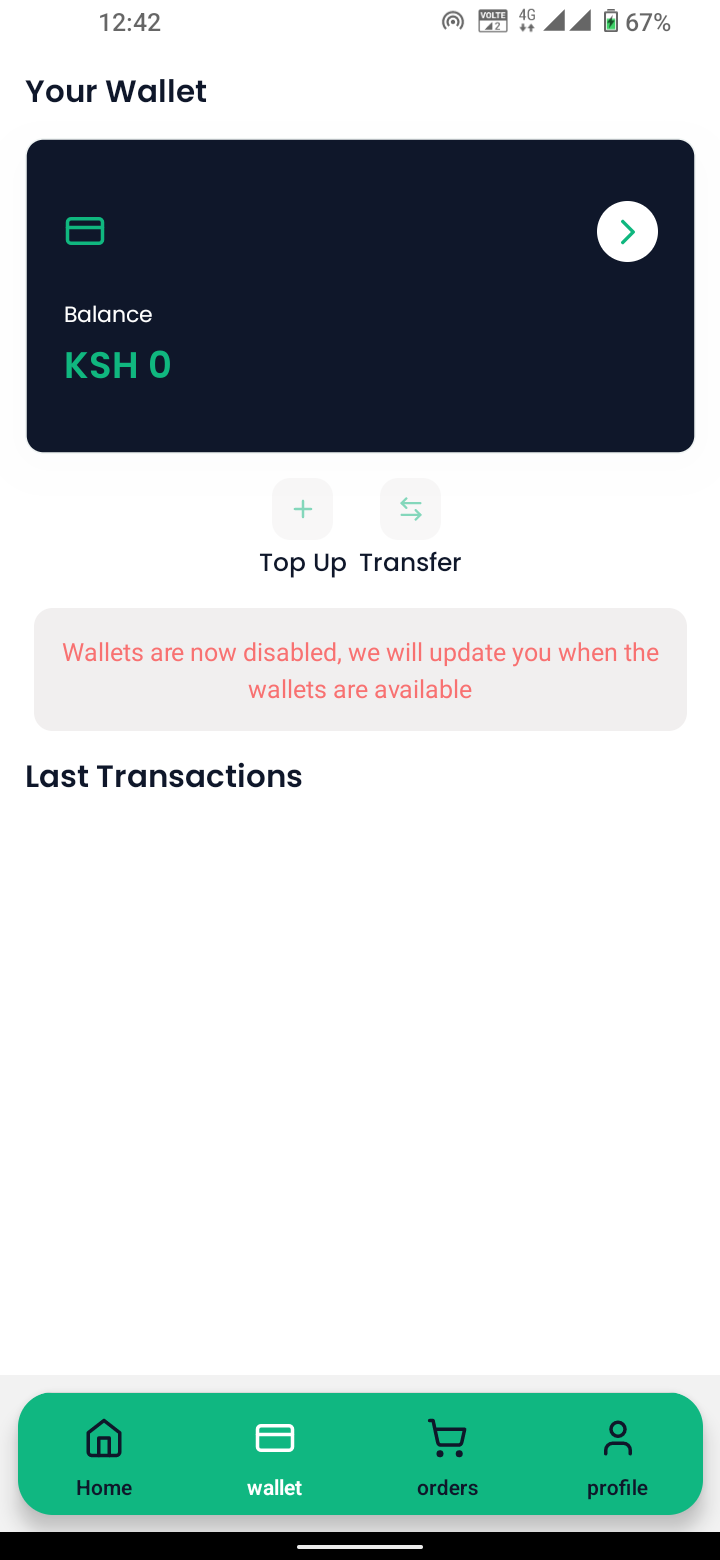 12:42
VOLTE 2 4G 67%
Your Wallet
Balance
KSH 0
Top Up Transfer
Wallets are now disabled, we will update you when the
wallets are available
Last Transactions
Home wallet orders profile